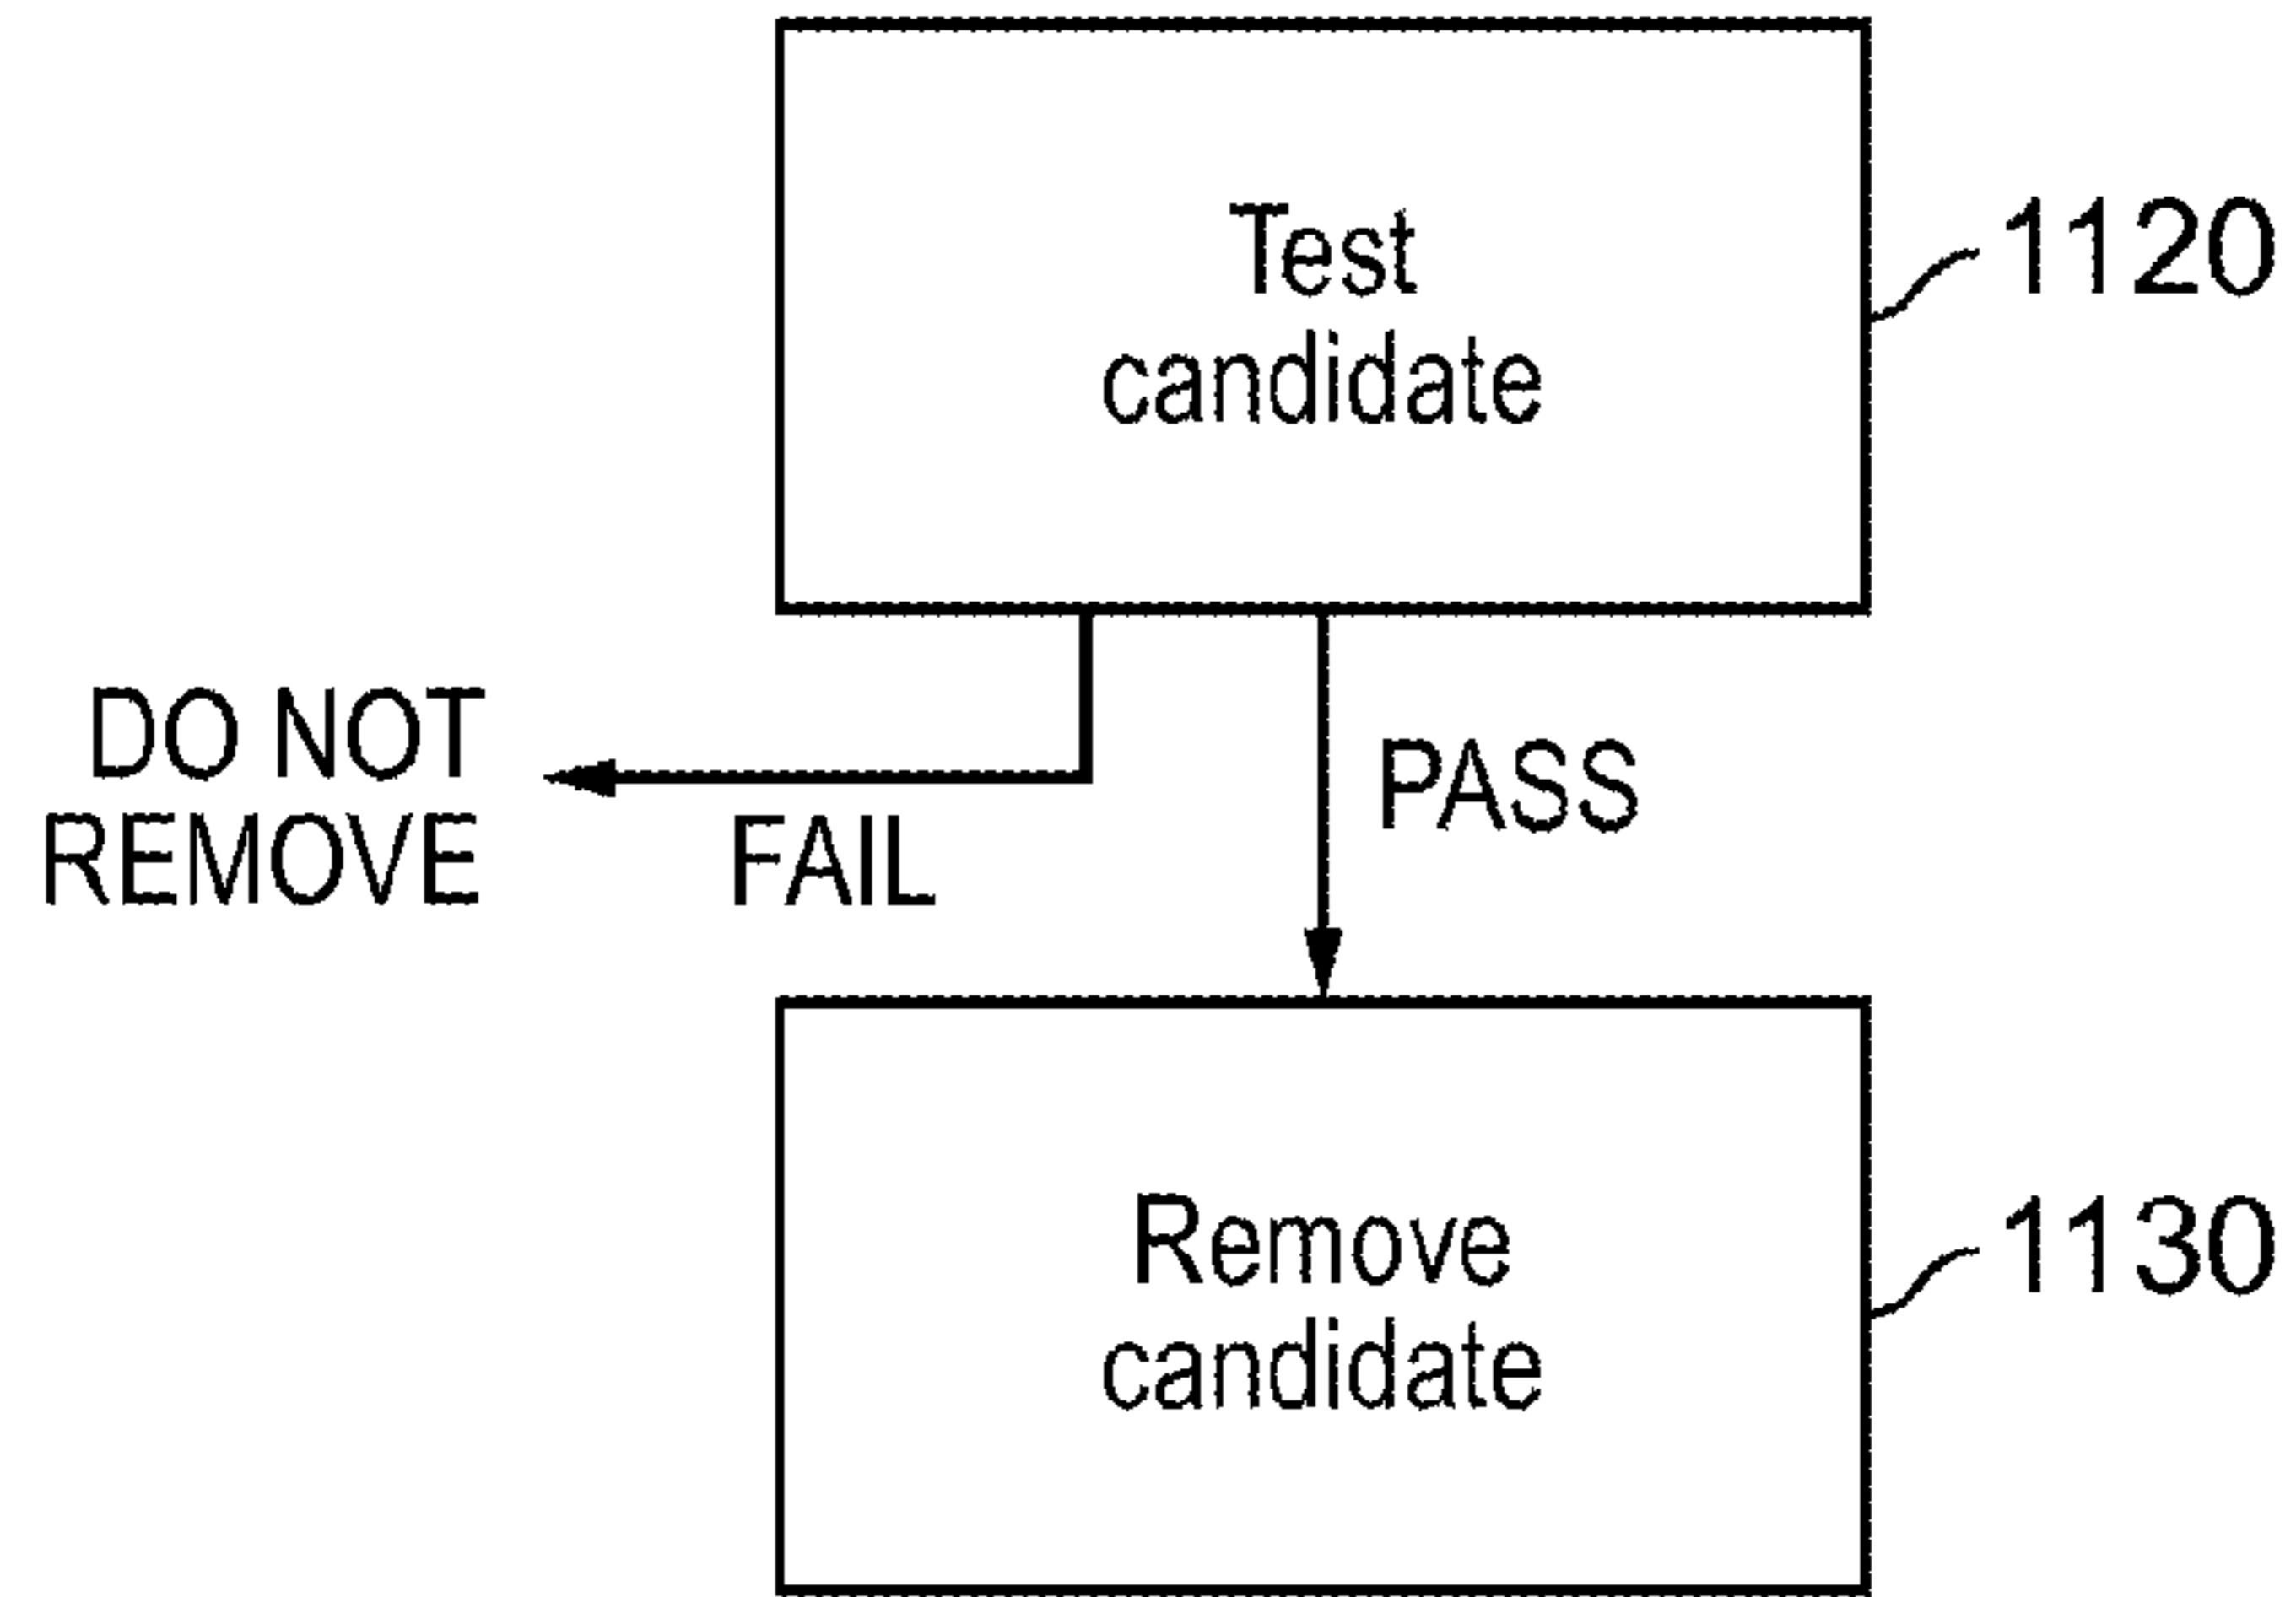 Test
candidate
1120
DO NOT
REMOVE
FAIL
PASS
Remove
candidate
1130